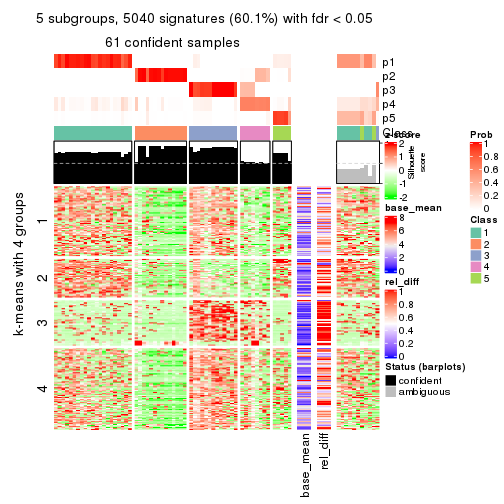 5 subgroups, 5040 signatures (60.1%) with fdr < 0.05
61 confident samples
p1
p2
p3
p4
p5
Class
z-score
2
1
0
-1
-2
Silhouette
score
Prob
1
0.8
0.6
0.4
0.2
0
base_mean
8
6
4
2
0
Class
1
2
3
4
5
rel_diff
1
0.8
0.6
0.4
0.2
0
Status (barplots)
confident
ambiguous
k-means with 4 groups
1
2
3
4
base_mean
rel_diff